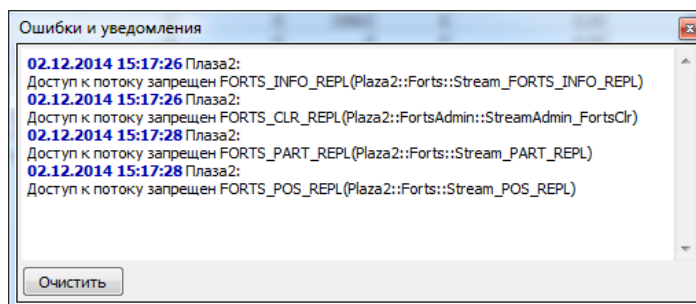 Ошибки и уведомления
02.12.2014 15:17:26 Плаза2:
Доступ к потоку запрещен FORTS_INFO_REPL(Plaza2::Forts::Stream_FORTS_INFO_REPL)
02.12.2014 15:17:26 Плаза2:
Доступ к потоку запрещен FORTS_CLR_REPL(Plaza2::FortsAdmin::StreamAdmin_FortsClr)
02.12.2014 15:17:28 Плаза2:
Доступ к потоку запрещен FORTS_PART_REPL(Plaza2::Forts::Stream_PART_REPL)
02.12.2014 15:17:28 Плаза2:
Доступ к потоку запрещен FORTS_POS_REPL(Plaza2::Forts::Stream_POS_REPL)
Очистить